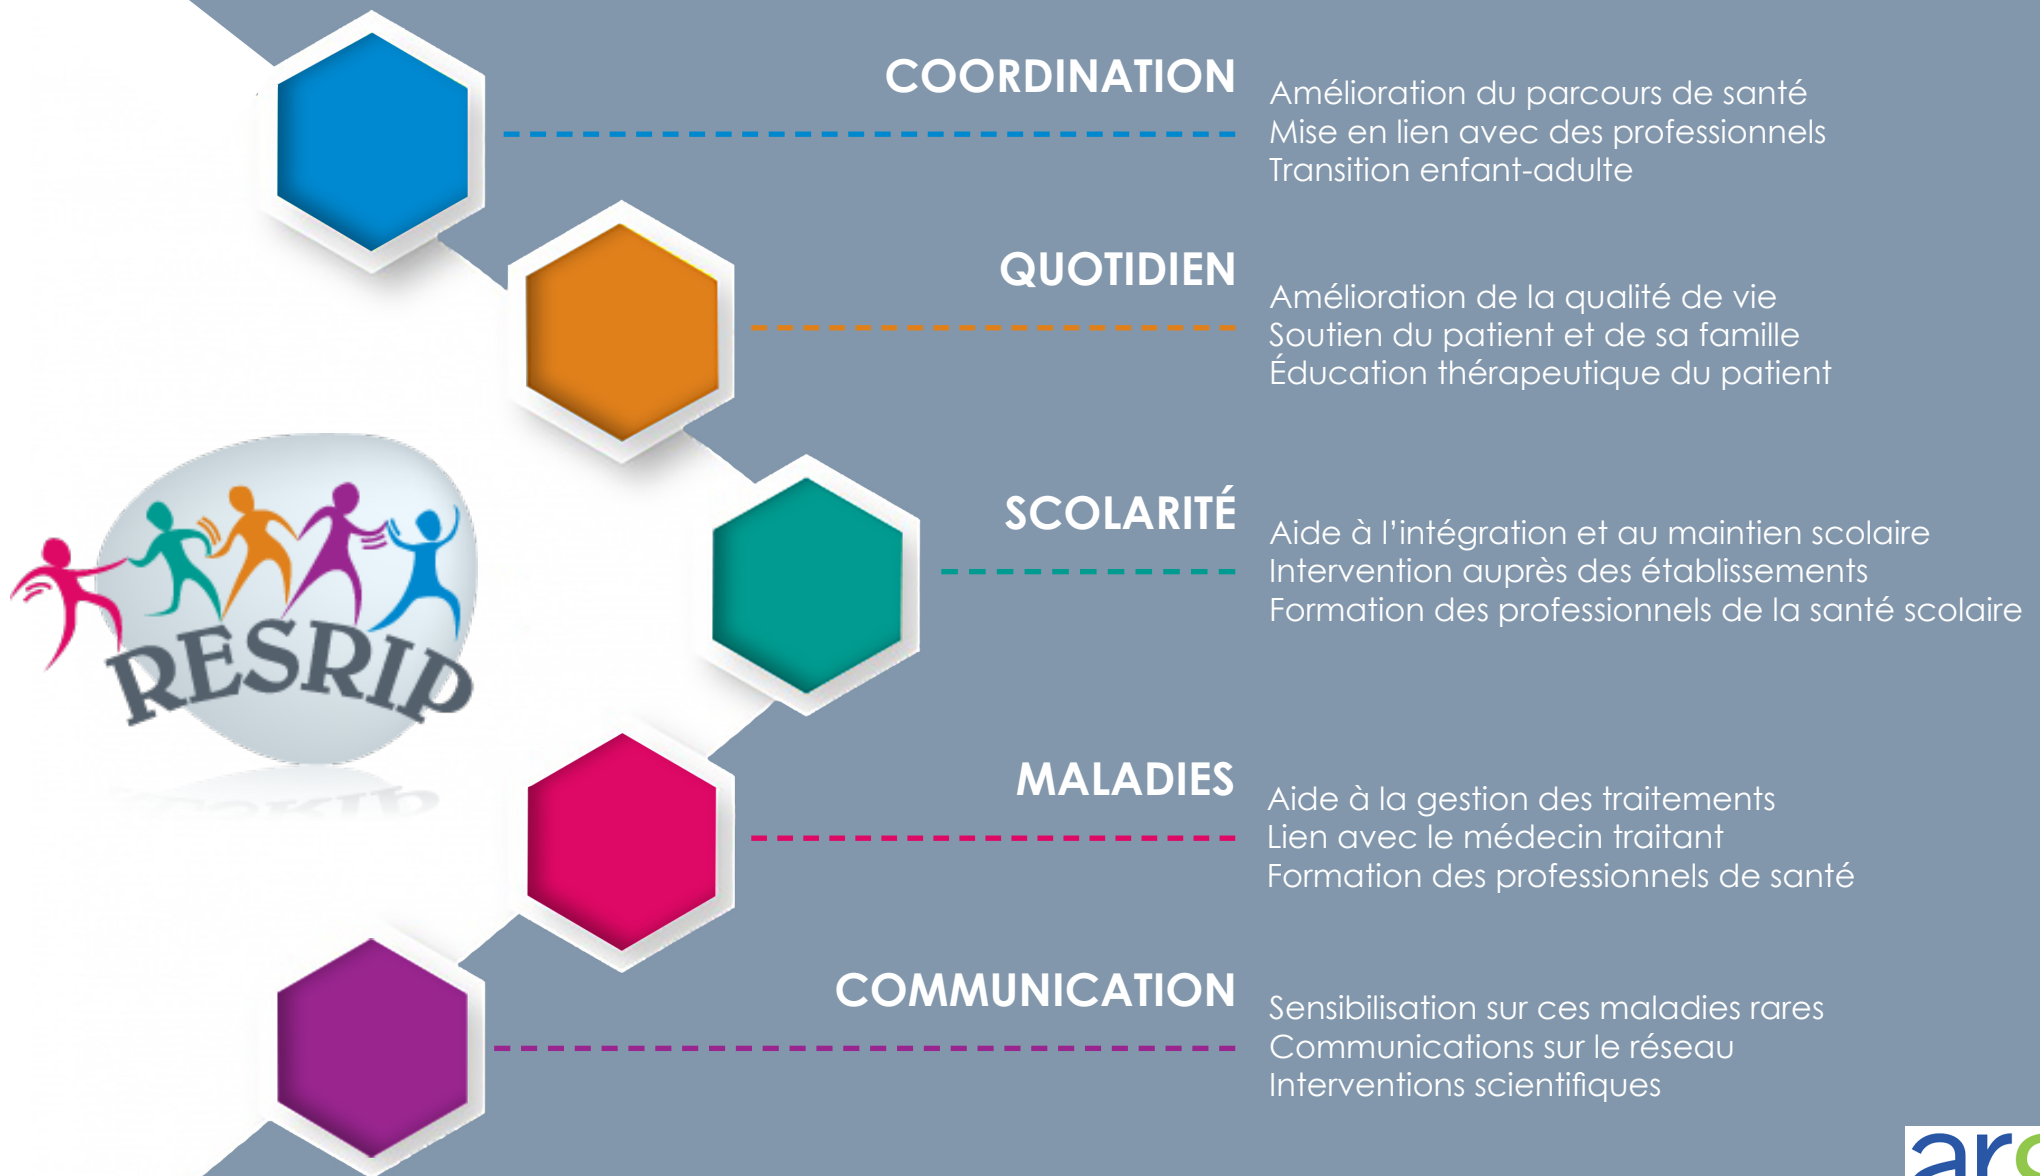 COORDINATION
Amélioration du parcours de santé
Mise en lien avec des professionnels
Transition enfant-adulte
QUOTIDIEN
Amélioration de la qualité de vie
Soutien du patient et de sa famille
Éducation thérapeutique du patient
RESRIP
SCOLARITÉ
Aide à l’intégration et au maintien scolaire
Intervention auprès des établissements
Formation des professionnels de la santé scolaire
MALADIES
Aide à la gestion des traitements
Lien avec le médecin traitant
Formation des professionnels de santé
COMMUNICATION
Sensibilisation sur ces maladies rares
Communications sur le réseau
Interventions scientifiques